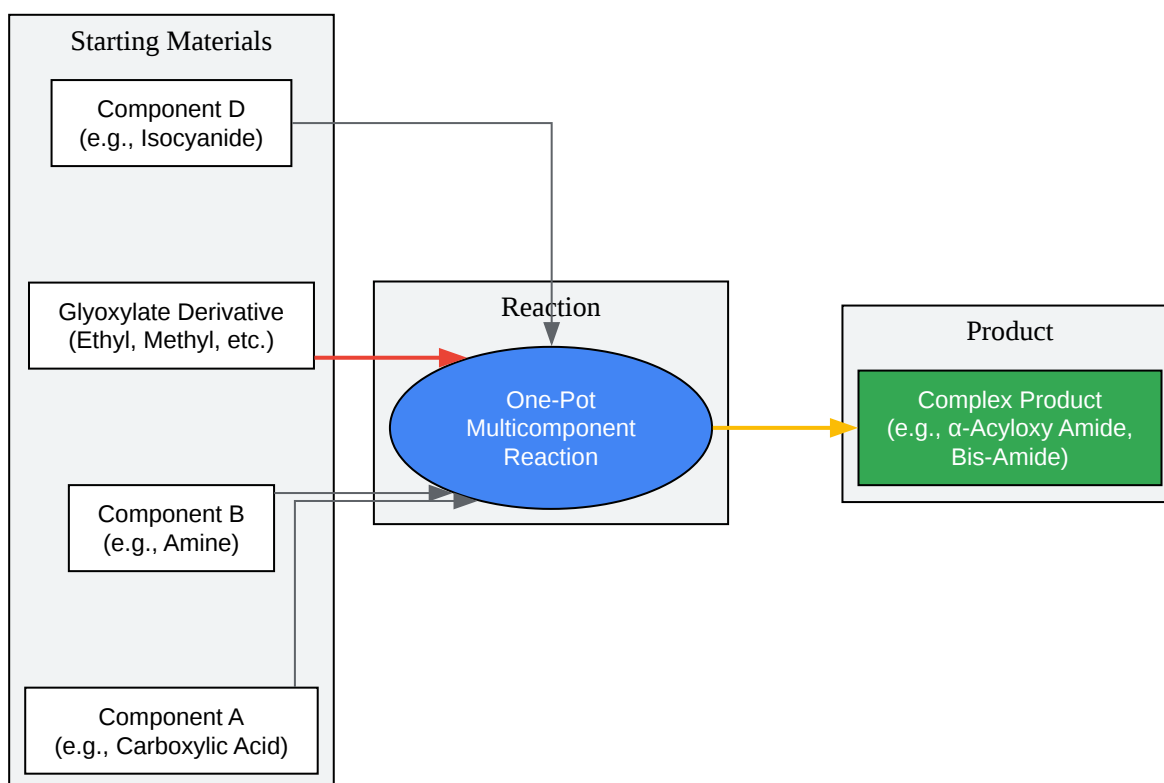 Starting Materials
Component D
(e.g., Isocyanide)
Glyoxylate Derivative
(Ethyl, Methyl, etc.)
Component B
(e.g., Amine)
Component A
(e.g., Carboxylic Acid)
Reaction
One-Pot
Multicomponent
Reaction
Product
Complex Product
(e.g., α-Acyloxy Amide,
Bis-Amide)